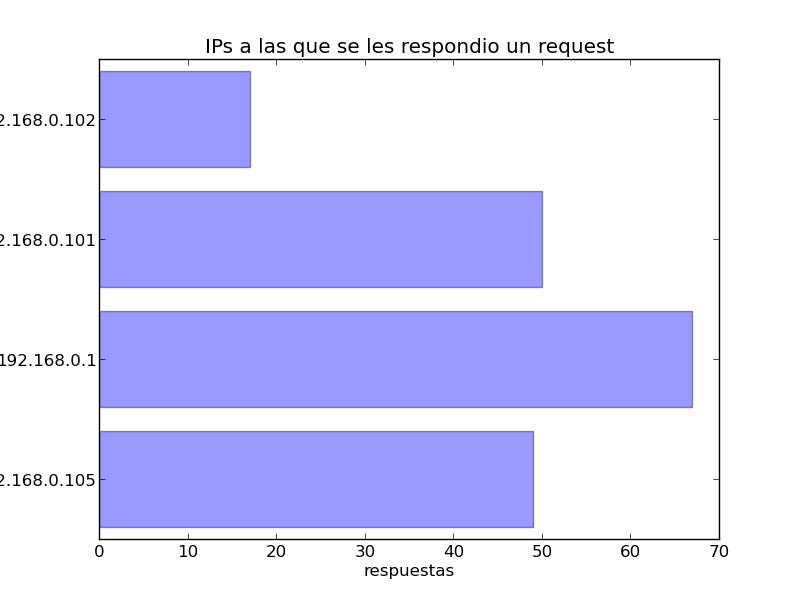 IPs a las que se les respondio un request
2.168.0.102
2.168.0.101
192.168.0.1
2.168.0.105
0 10 20 30 40 50 60 70
respuestas